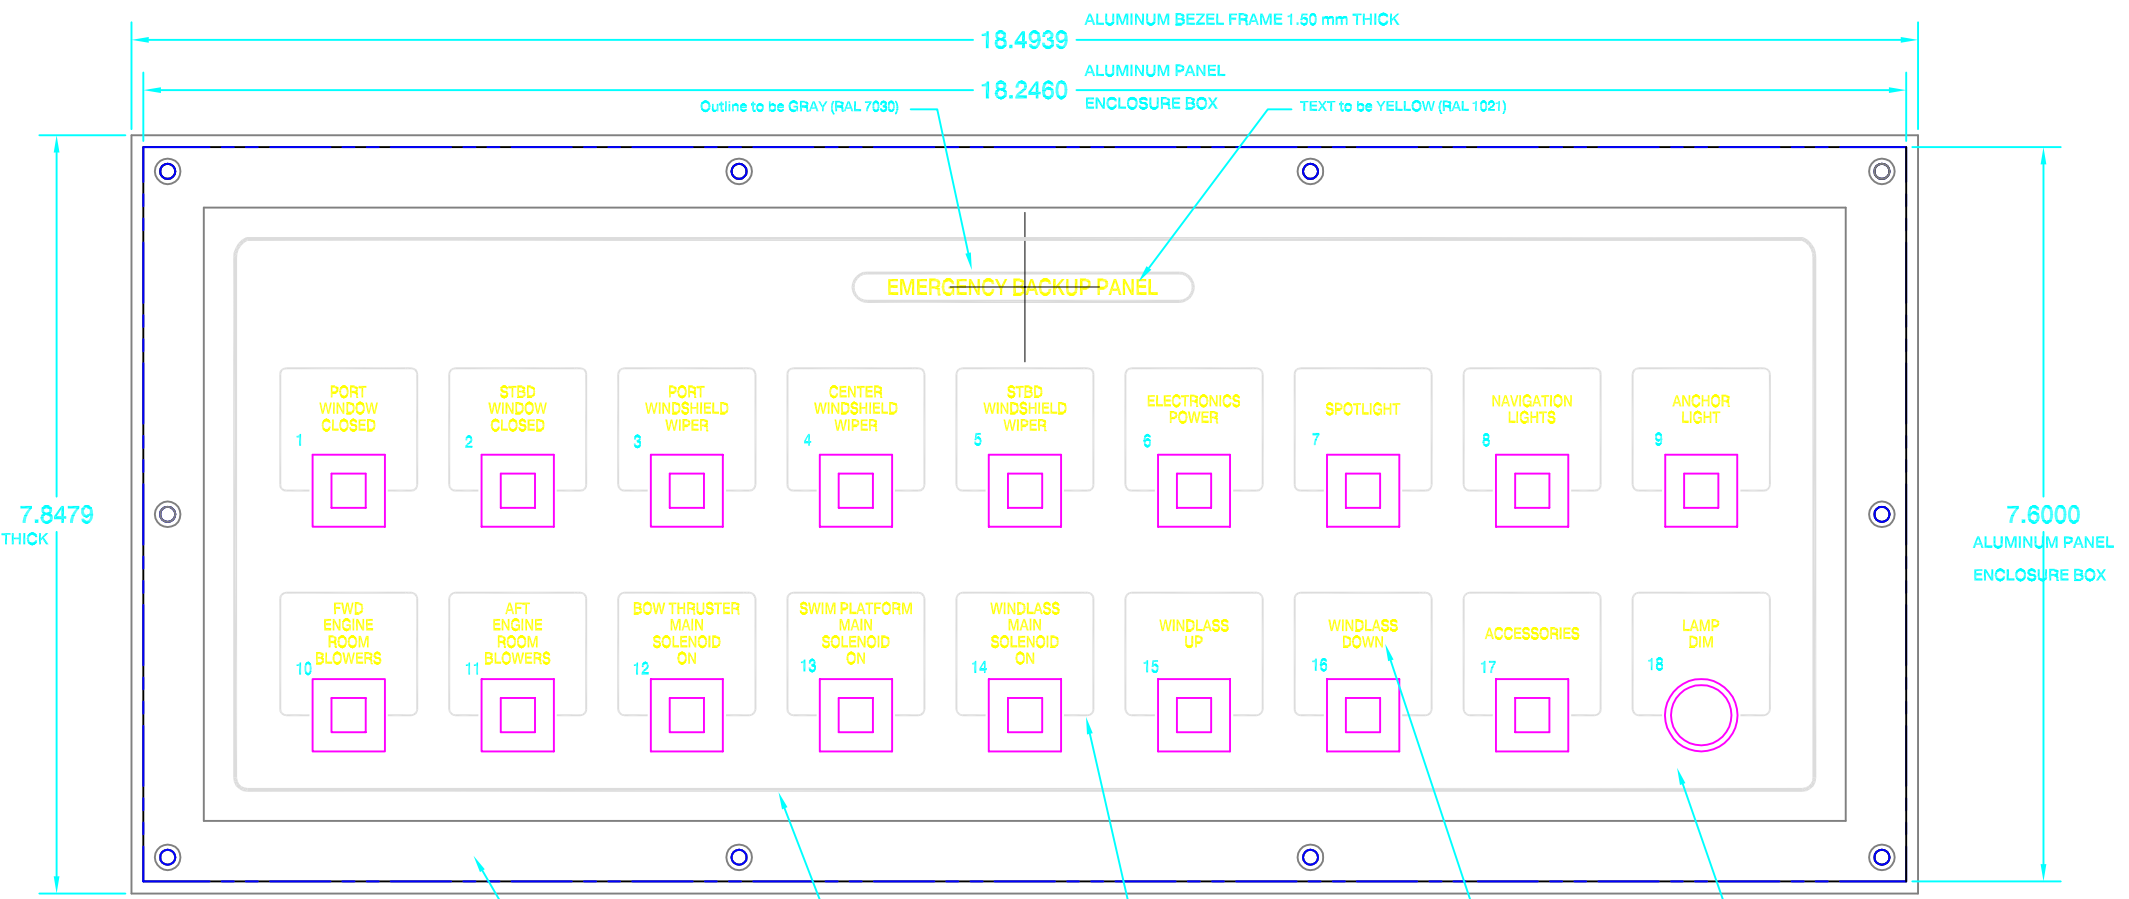 ALUMINUM BEZEL FRAME 1.50 mm THICK
18.4939
ALUMINUM PANEL
18.2460
ENCLOSURE BOX
Outline to be GRAY (RAL 7030)
TEXT to be YELLOW (RAL 1021)
EMERGENCY BACKUP PANEL
PORT
WINDOW
CLOSED
1
STBD
WINDOW
CLOSED
2
PORT
WINDSHIELD
WIPER
3
CENTER
WINDSHIELD
WIPER
4
STBD
WINDSHIELD
WIPER
5
ELECTRONICS
POWER
6
SPOTLIGHT
7
NAVIGATION
LIGHTS
8
ANCHOR
LIGHT
9
7.8479
THICK
7.6000
ALUMINUM PANEL
ENCLOSURE BOX
FWD
ENGINE
ROOM
BLOWERS
10
AFT
ENGINE
ROOM
BLOWERS
11
BOW THRUSTER
MAIN
SOLENOID
ON
12
SWIM PLATFORM
MAIN
SOLENOID
ON
13
WINDLASS
MAIN
SOLENOID
ON
14
WINDLASS
UP
15
WINDLASS
DOWN
16
ACCESSORIES
17
LAMP
DIM
18